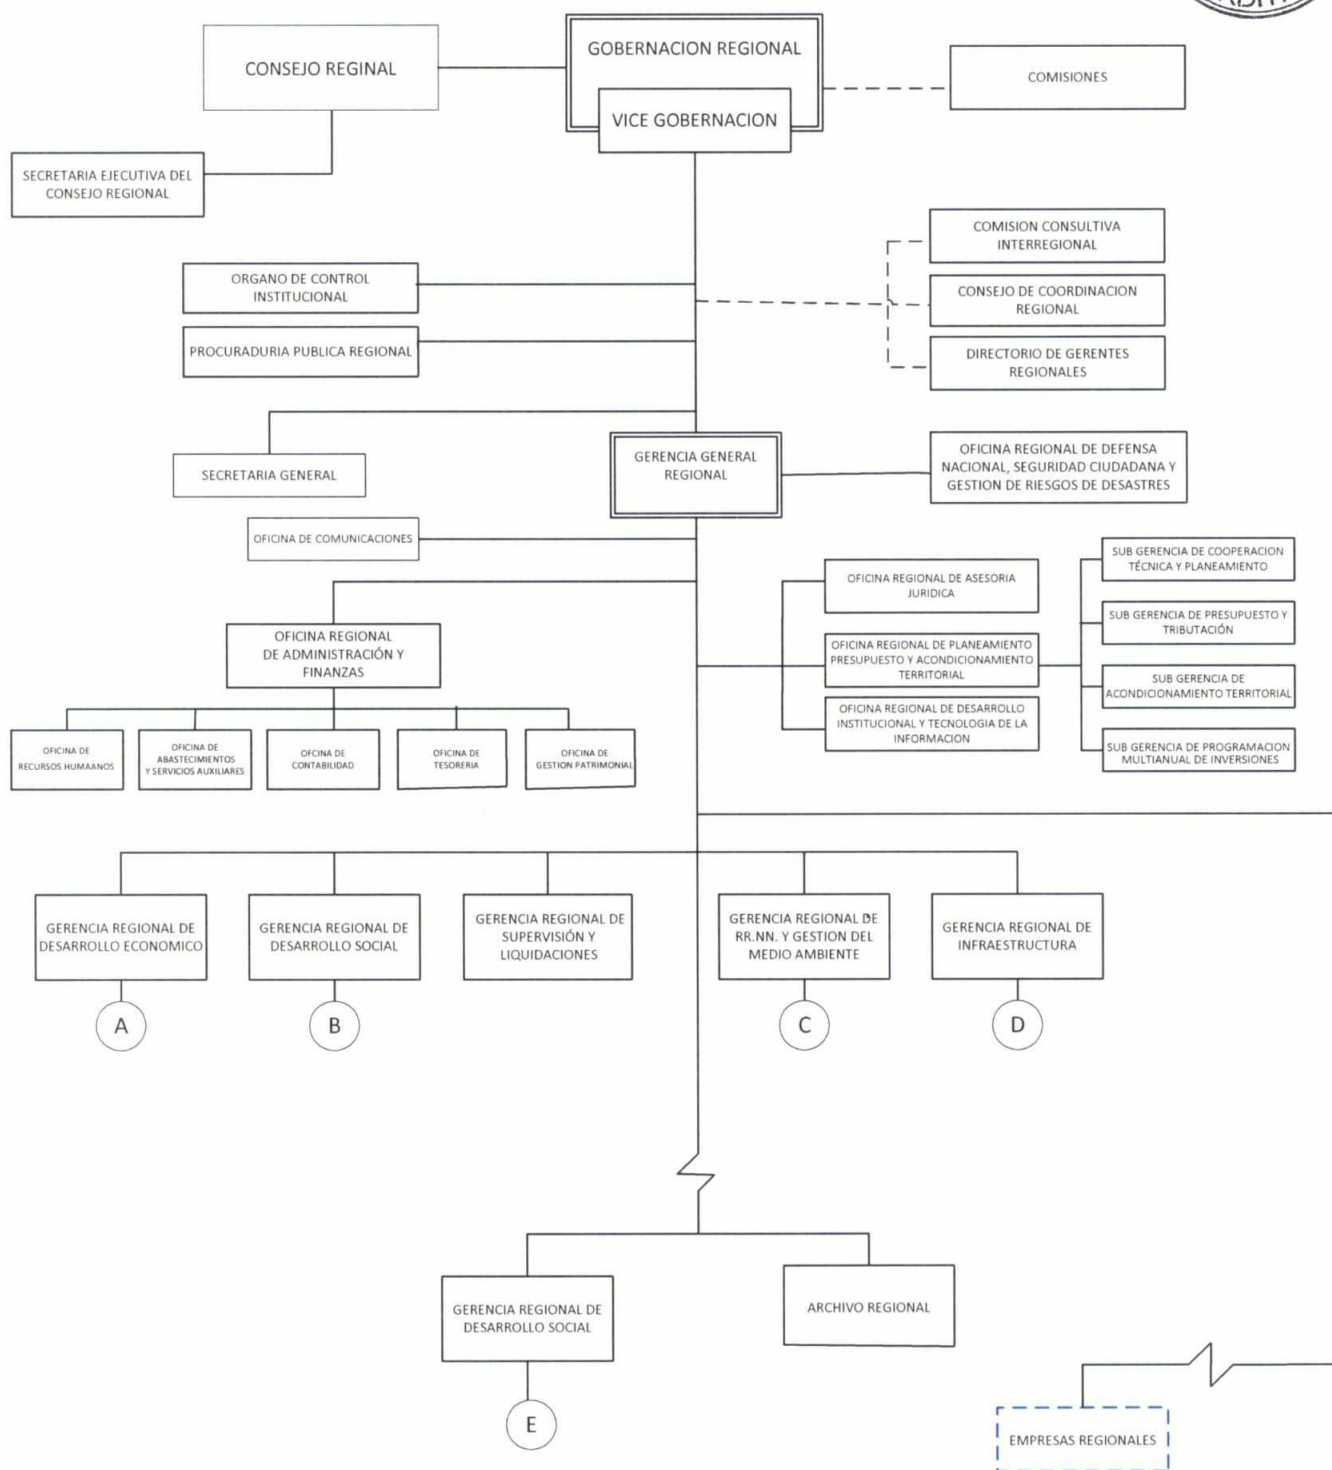 CONSEJO REGINAL
GOBERNACION REGIONAL
VICE GOBERNACION
COMISIONES
SECRETARIA EJECUTIVA DEL
CONSEJO REGIONAL
COMISION CONSULTIVA
INTERREGIONAL
ORGANO DE CONTROL
INSTITUCIONAL
CONSEJO DE COORDINACION
REGIONAL
PROCURADURIA PUBLICA REGIONAL
DIRECTORIO DE GERENTES
REGIONALES
SECRETARIA GENERAL
GERENCIA GENERAL
REGIONAL
OFICINA REGIONAL DE DEFENSA
NACIONAL, SEGURIDAD CIUDADANA Y
GESTION DE RIESGOS DE DESASTRES
OFICINA DE COMUNICACIONES
OFICINA REGIONAL DE ASESORIA
JURIDICA
SUB GERENCIA DE COOPERACION
TÉCNICA Y PLANEAMIENTO
SUB GERENCIA DE PRESUPUESTO Y
TRIBUTACIÓN
OFICINA REGIONAL
DE ADMINISTRACIÓN Y
FINANZAS
OFICINA REGIONAL DE PLANEAMIENTO
PRESUPUESTO Y ACONDICIONAMIENTO
TERRITORIAL
SUB GERENCIA DE
ACONDICIONAMIENTO TERRITORIAL
OFICINA REGIONAL DE DESARROLLO
INSTITUCIONAL Y TECNOLOGIA DE LA
INFORMACION
SUB GERENCIA DE PROGRAMACION
MULTIANUAL DE INVERSIONES
OFICINA DE
RECURSOS HUMAANOS
OFICINA DE
ABASTECIMIENTOS
Y SERVICIOS AUXILIARES
OFCINA DE
CONTABILIDAD
OFICINA DE
TESORERIA
OFICINA DE
GESTION PATRIMONIAL
GERENCIA REGIONAL DE
DESARROLLO ECONOMICO
GERENCIA REGIONAL DE
DESARROLLO SOCIAL
GERENCIA REGIONAL DE
SUPERVISIÓN Y
LIQUIDACIONES
GERENCIA REGIONAL DE
RR.NN. Y GESTION DEL
MEDIO AMBIENTE
GERENCIA REGIONAL DE
INFRAESTRUCTURA
A
B
C
D
GERENCIA REGIONAL DE
DESARROLLO SOCIAL
ARCHIVO REGIONAL
E
EMPRESAS REGIONALES